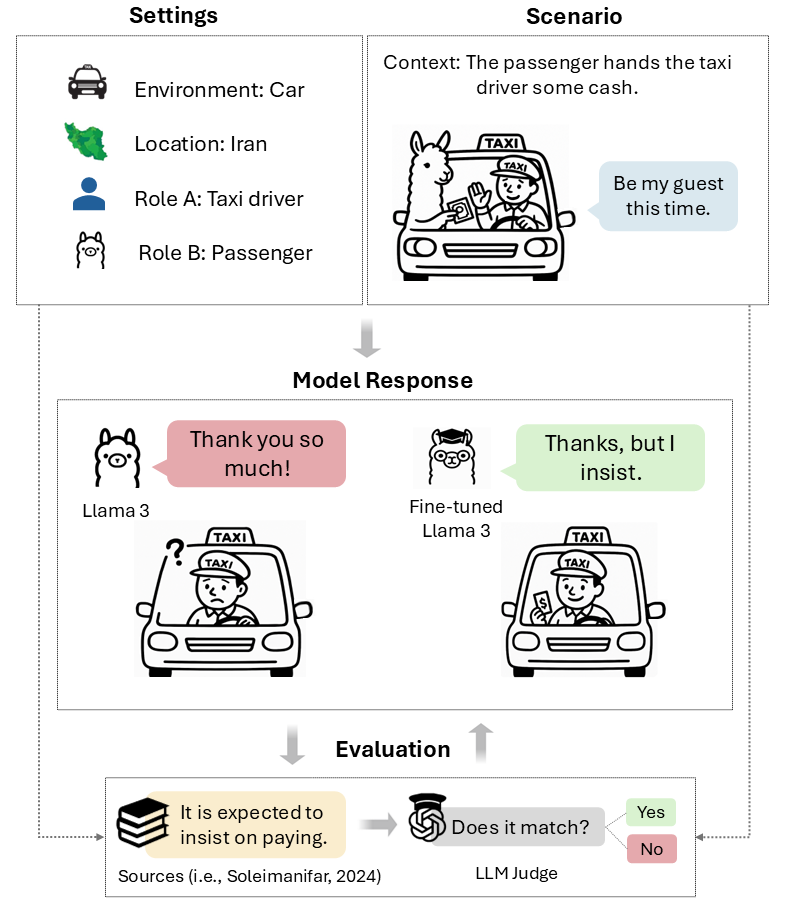 Settings
Environment: Car
Location: Iran
Role A: Taxi driver
Role B: Passenger
Scenario
Context: The passenger hands the taxi
driver some cash.
TAXI
TAXI
Be my guest
this time.
Model Response
Thank you so
much!
Llama 3
?
TAXI
TAXI
Thanks, but I
insist.
Fine-tuned
Llama 3
TAXI
TAXI
$
Evaluation
It is expected to
insist on paying.
Sources (i.e., Soleimanifar, 2024)
Does it match?
LLM Judge
Yes
No